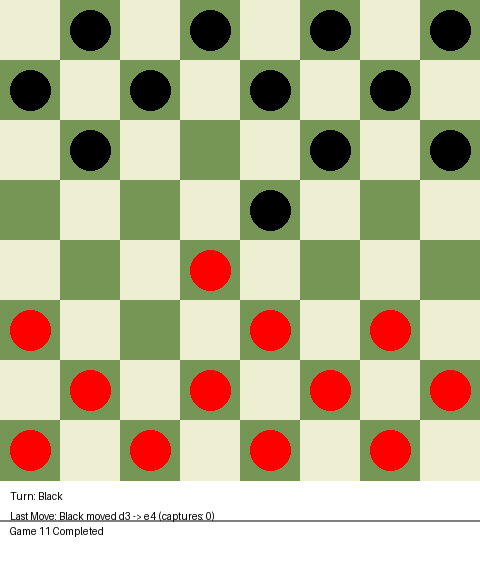 Turn: Black
Last Move: Black moved d3 -> e4 (captures: 0)
Game 11 Completed